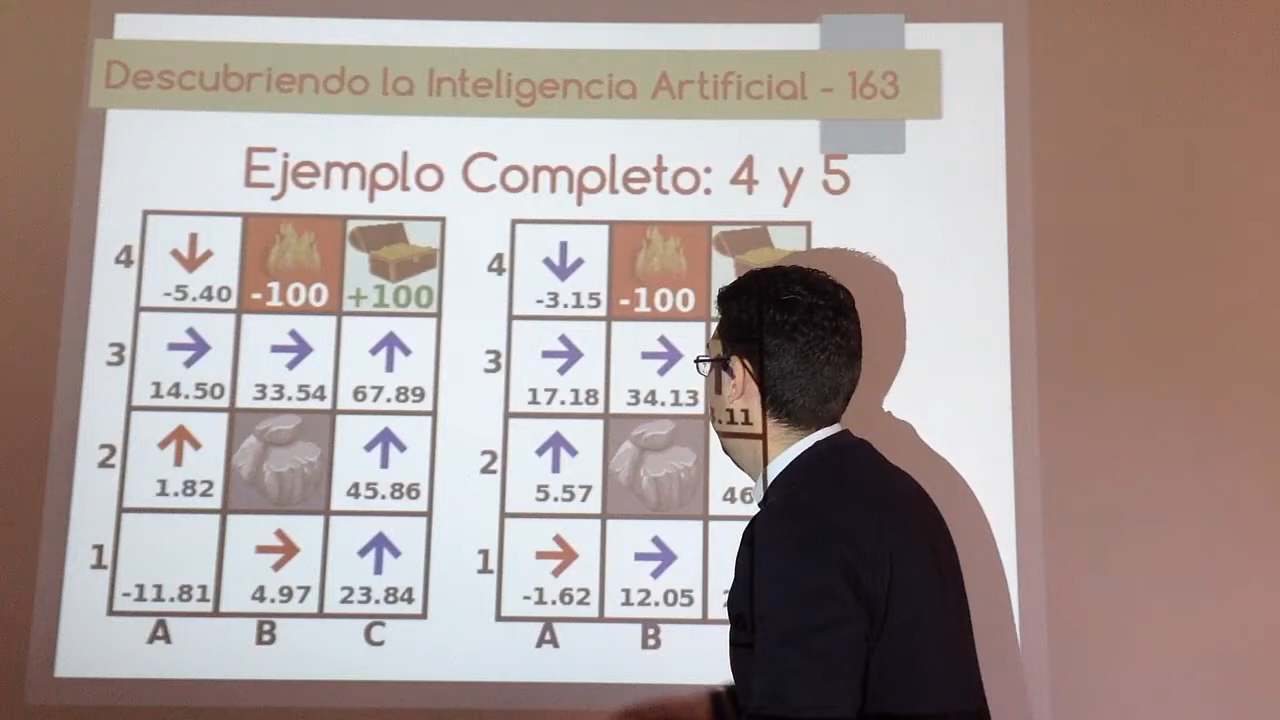 Descubriendo la Inteligencia Artificial - 163
Ejemplo Completo: 4 y 5
4 -5.40 -100 +100
3 14.50 33.54 67.89
2 1.82 45.86
1 -11.81 4.97 23.84
A B C
4 -3.15 -100
3 17.18 34.13 .11
2 5.57 46
1 -1.62 12.05
A B